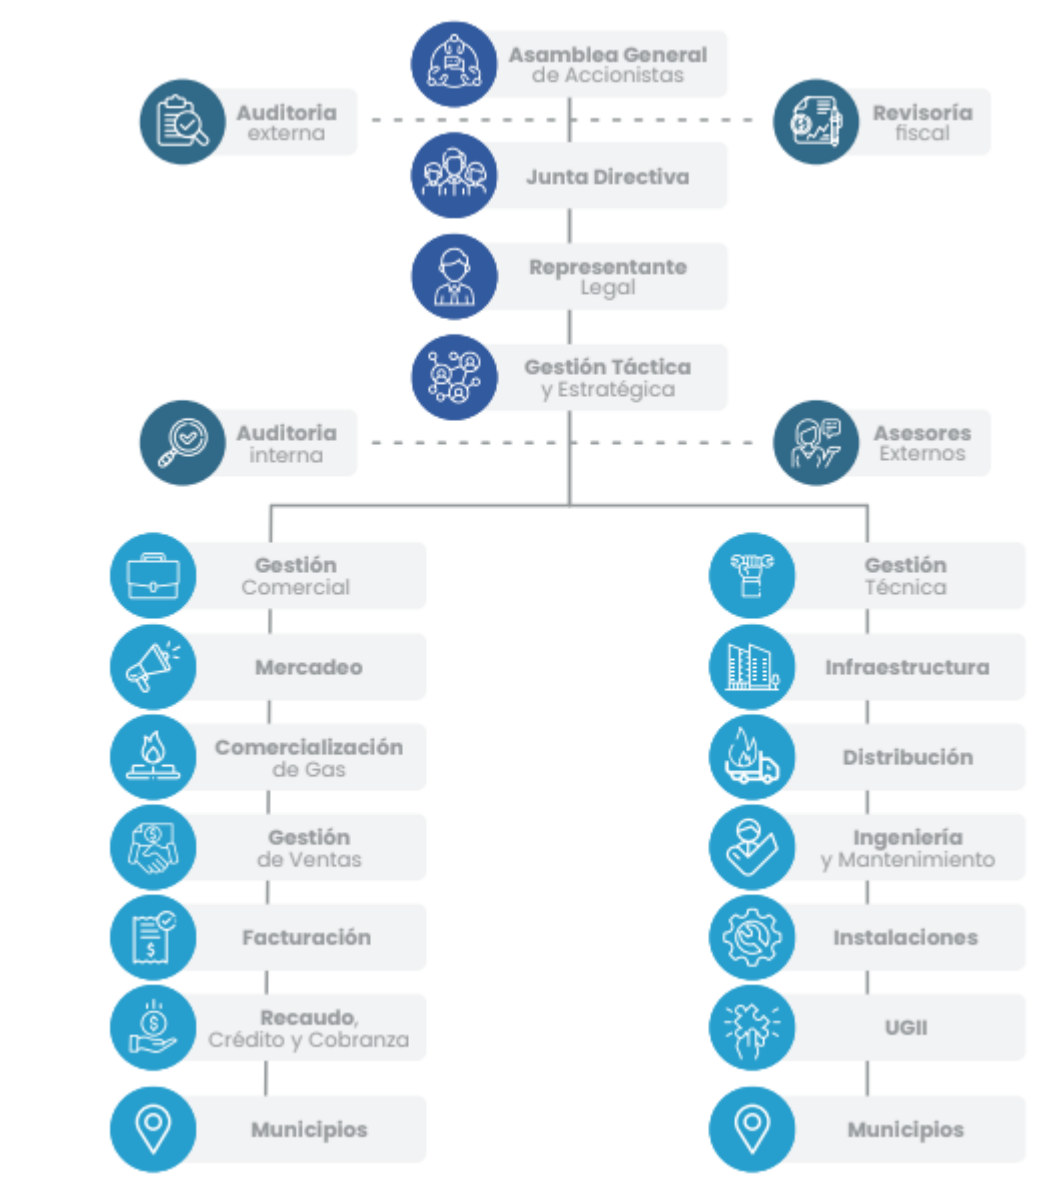 Asamblea General
de Accionistas
Auditoria
externa
Revisoría
fiscal
Junta Directiva
Representante
Legal
Gestión Táctica
y Estratégica
Auditoria
interna
Asesores
Externos
Gestión
Comercial
Mercadeo
Comercialización
de Gas
Gestión
de Ventas
Facturación
Recaudo,
Crédito y Cobranza
Municipios
Gestión
Técnica
Infraestructura
Distribución
Ingeniería
y Mantenimiento
Instalaciones
UGII
Municipios